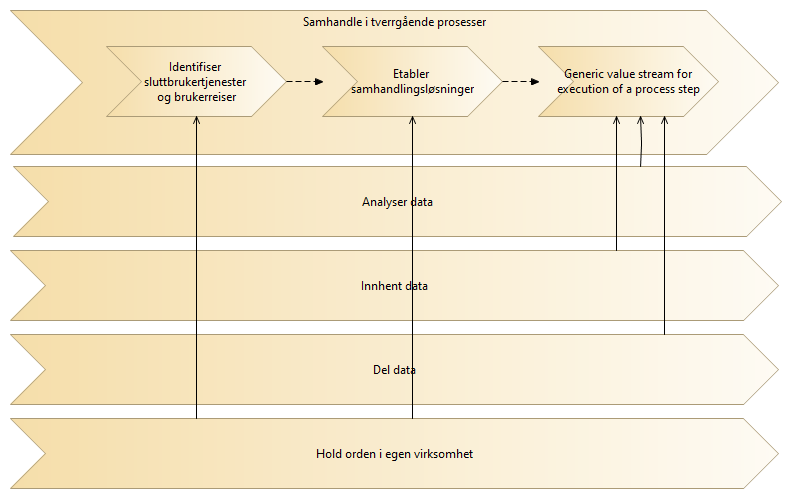 Samhandle i tverrgående prosesser
Identifiser
sluttbrukertjenester
og brukerreiser
Etabler
samhandlingsløsninger
Generic value stream for
execution of a process step
Analyser data
Innhent data
Del data
Hold orden i egen virksomhet